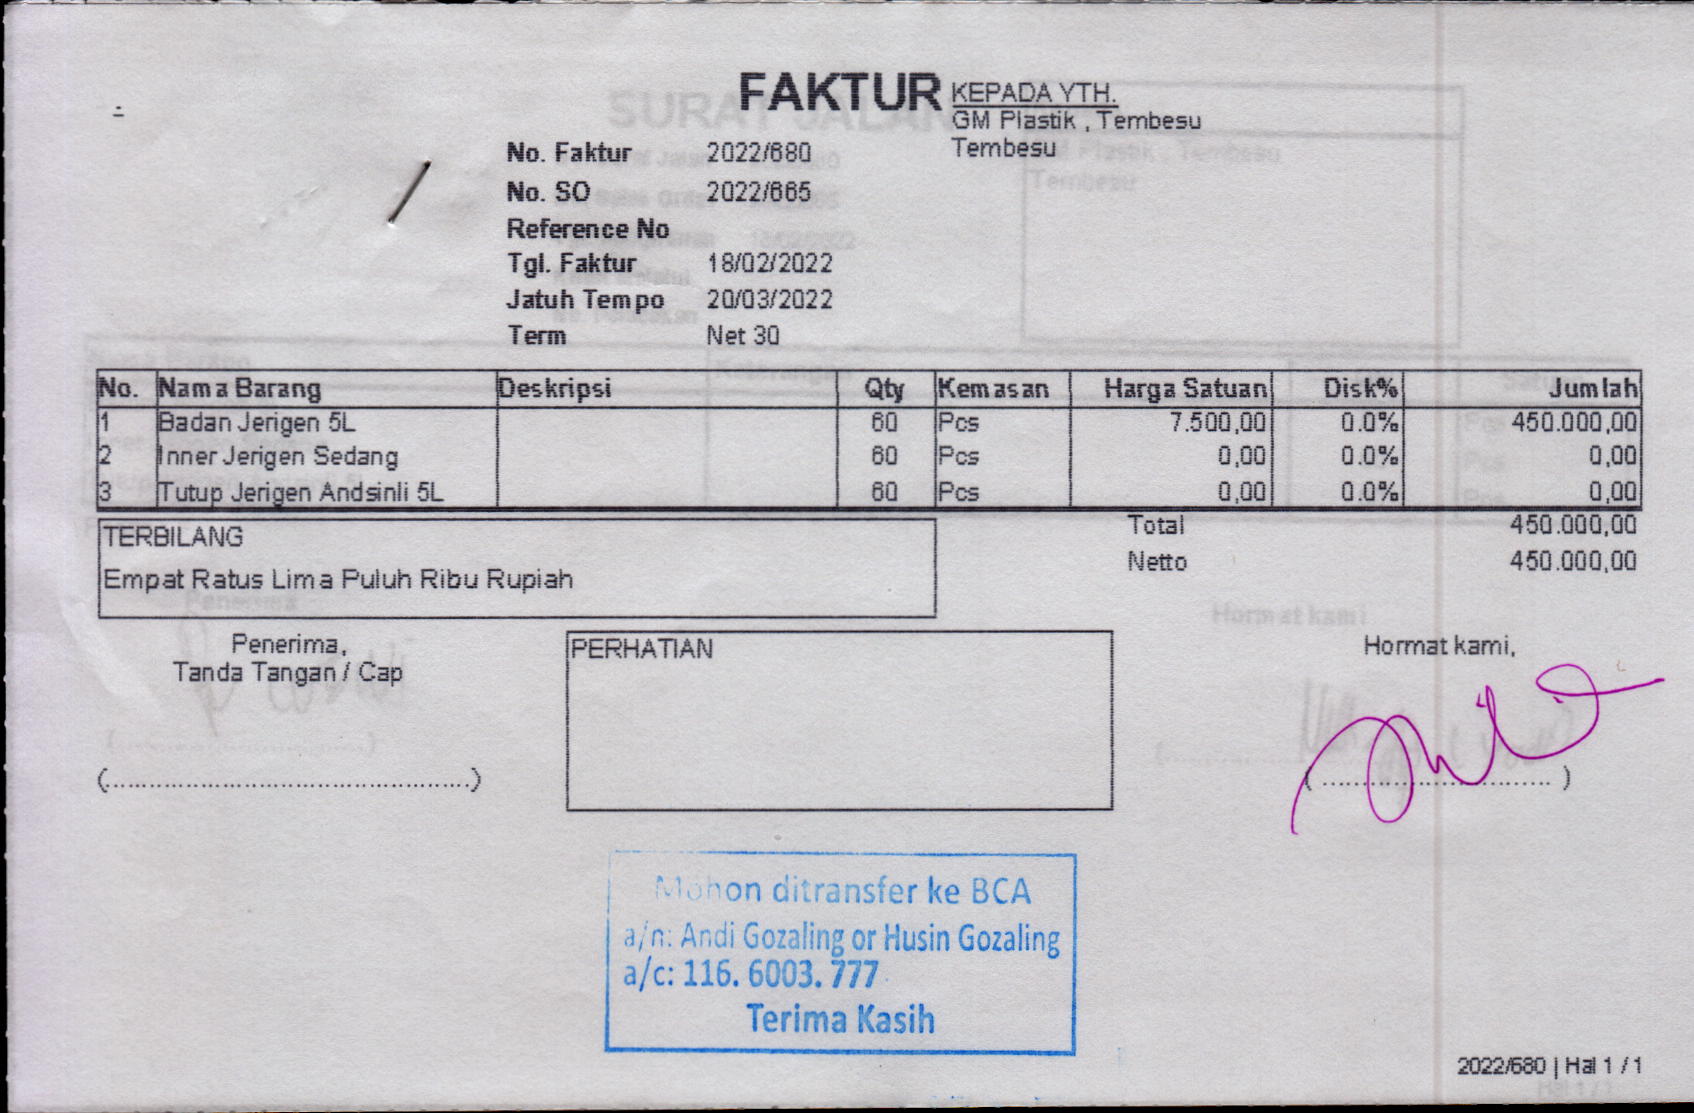 FAKTUR
KEPADA YTH.
GM Plastik , Tembesu
Tembesu
No. Faktur 2022/680
No. SO 2022/665
Reference No
Tgl. Faktur 18/02/2022
Jatuh Tempo 20/03/2022
Term Net 30
No. Nama Barang Deskripsi Qty Kemasan Harga Satuan Disk% Jumlah
1 Badan Jerigen 5L 60 Pcs 7.500,00 0.0% 450.000,00
2 Inner Jerigen Sedang 60 Pcs 0,00 0.0% 0,00
3 Tutup Jerigen Andsinli 5L 60 Pcs 0,00 0.0% 0,00
Total 450.000,00
Netto 450.000,00
TERBILANG
Empat Ratus Lima Puluh Ribu Rupiah
Penerima,
Tanda Tangan / Cap
(..............................................)
PERHATIAN
Hormat kami,
( ............................. )
Mohon ditransfer ke BCA
a/n: Andi Gozaling or Husin Gozaling
a/c: 116. 6003. 777
Terima Kasih
2022/680 | Hal 1 / 1